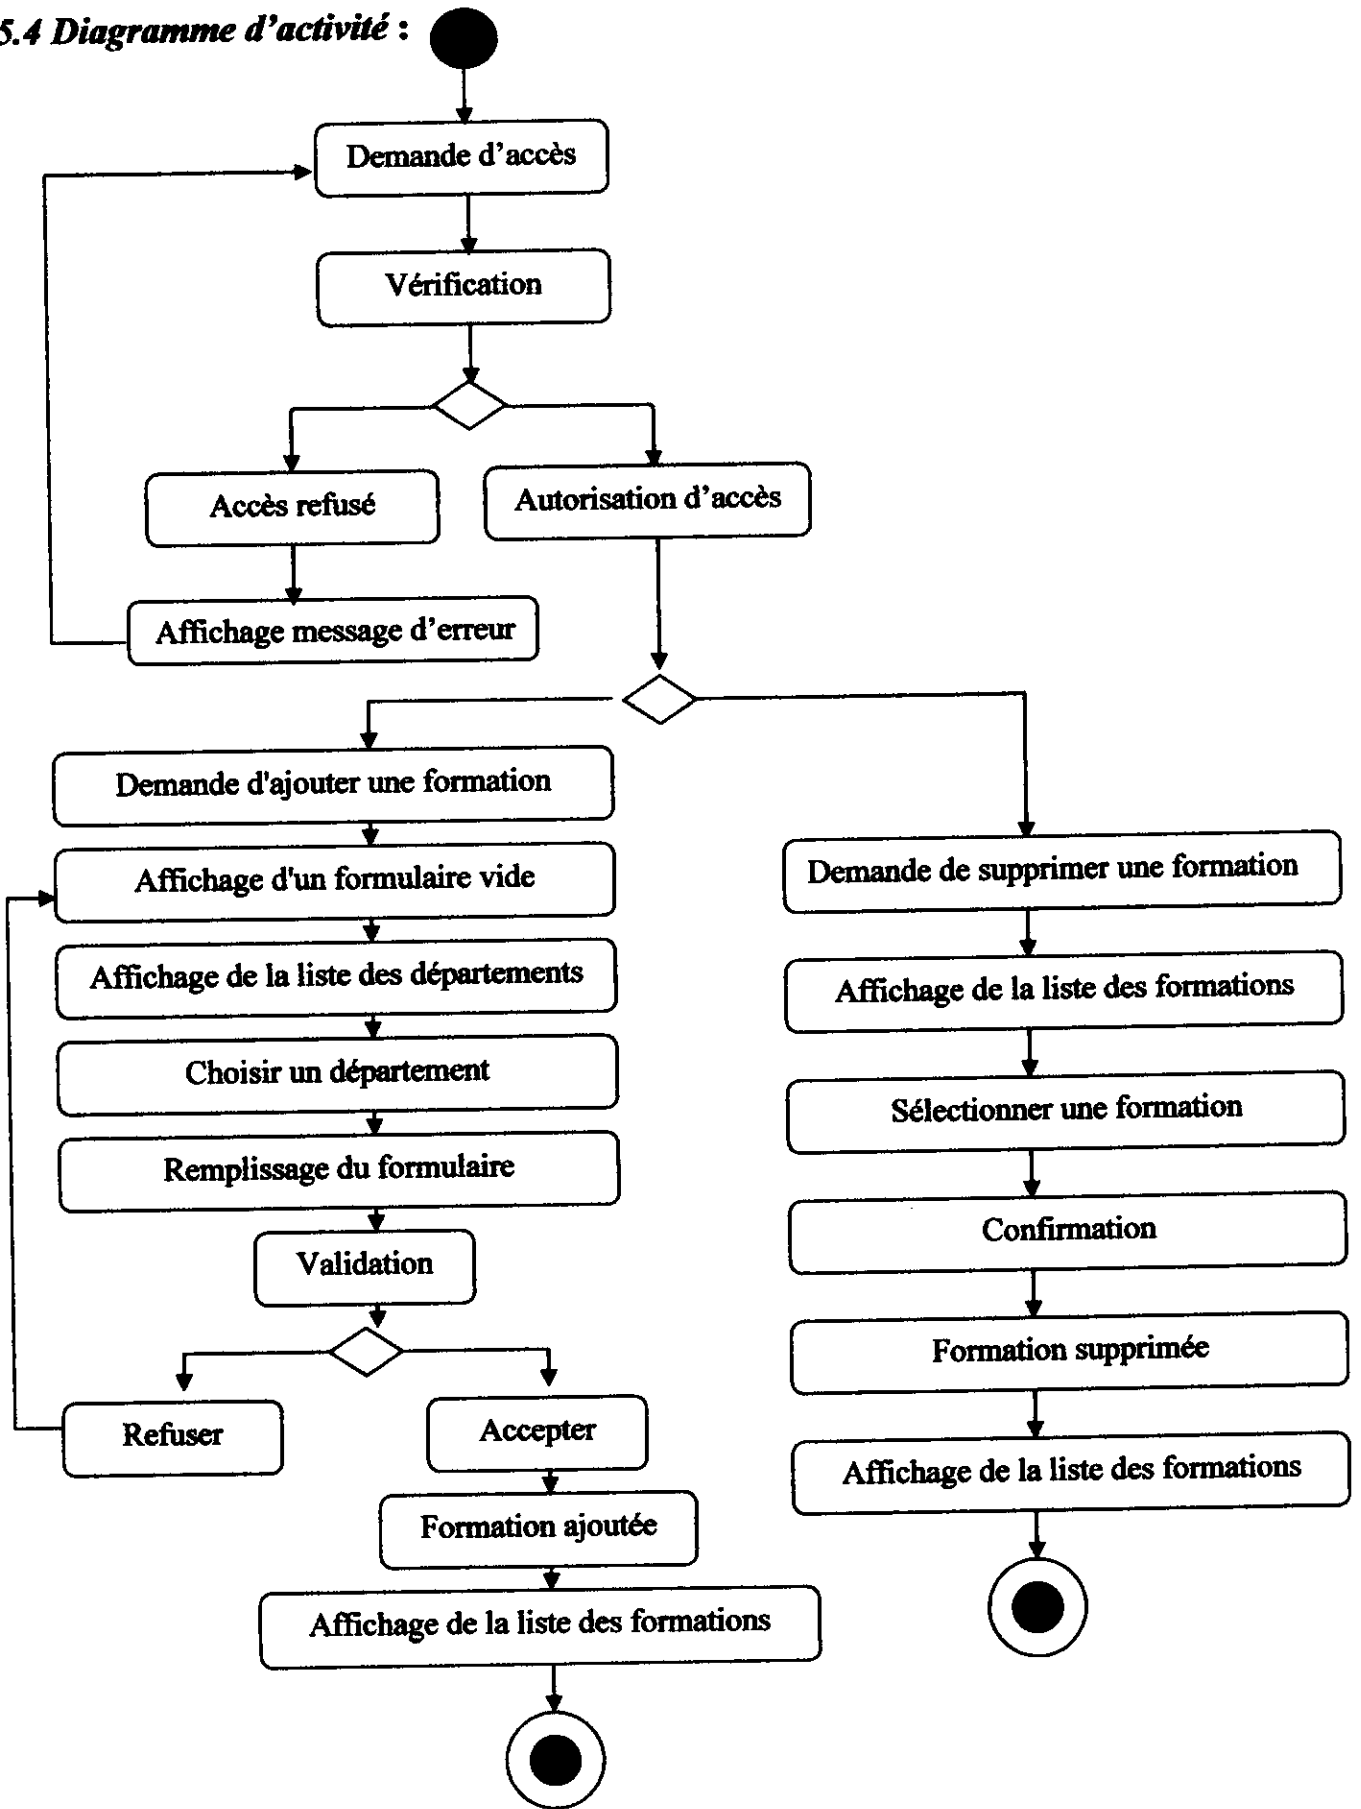 5.4 Diagramme d'activité :
Demande d'accès
Vérification
Accès refusé
Autorisation d'accès
Affichage message d'erreur
Demande d'ajouter une formation
Affichage d'un formulaire vide
Affichage de la liste des départements
Choisir un département
Remplissage du formulaire
Validation
Refuser
Accepter
Formation ajoutée
Affichage de la liste des formations
Demande de supprimer une formation
Affichage de la liste des formations
Sélectionner une formation
Confirmation
Formation supprimée
Affichage de la liste des formations